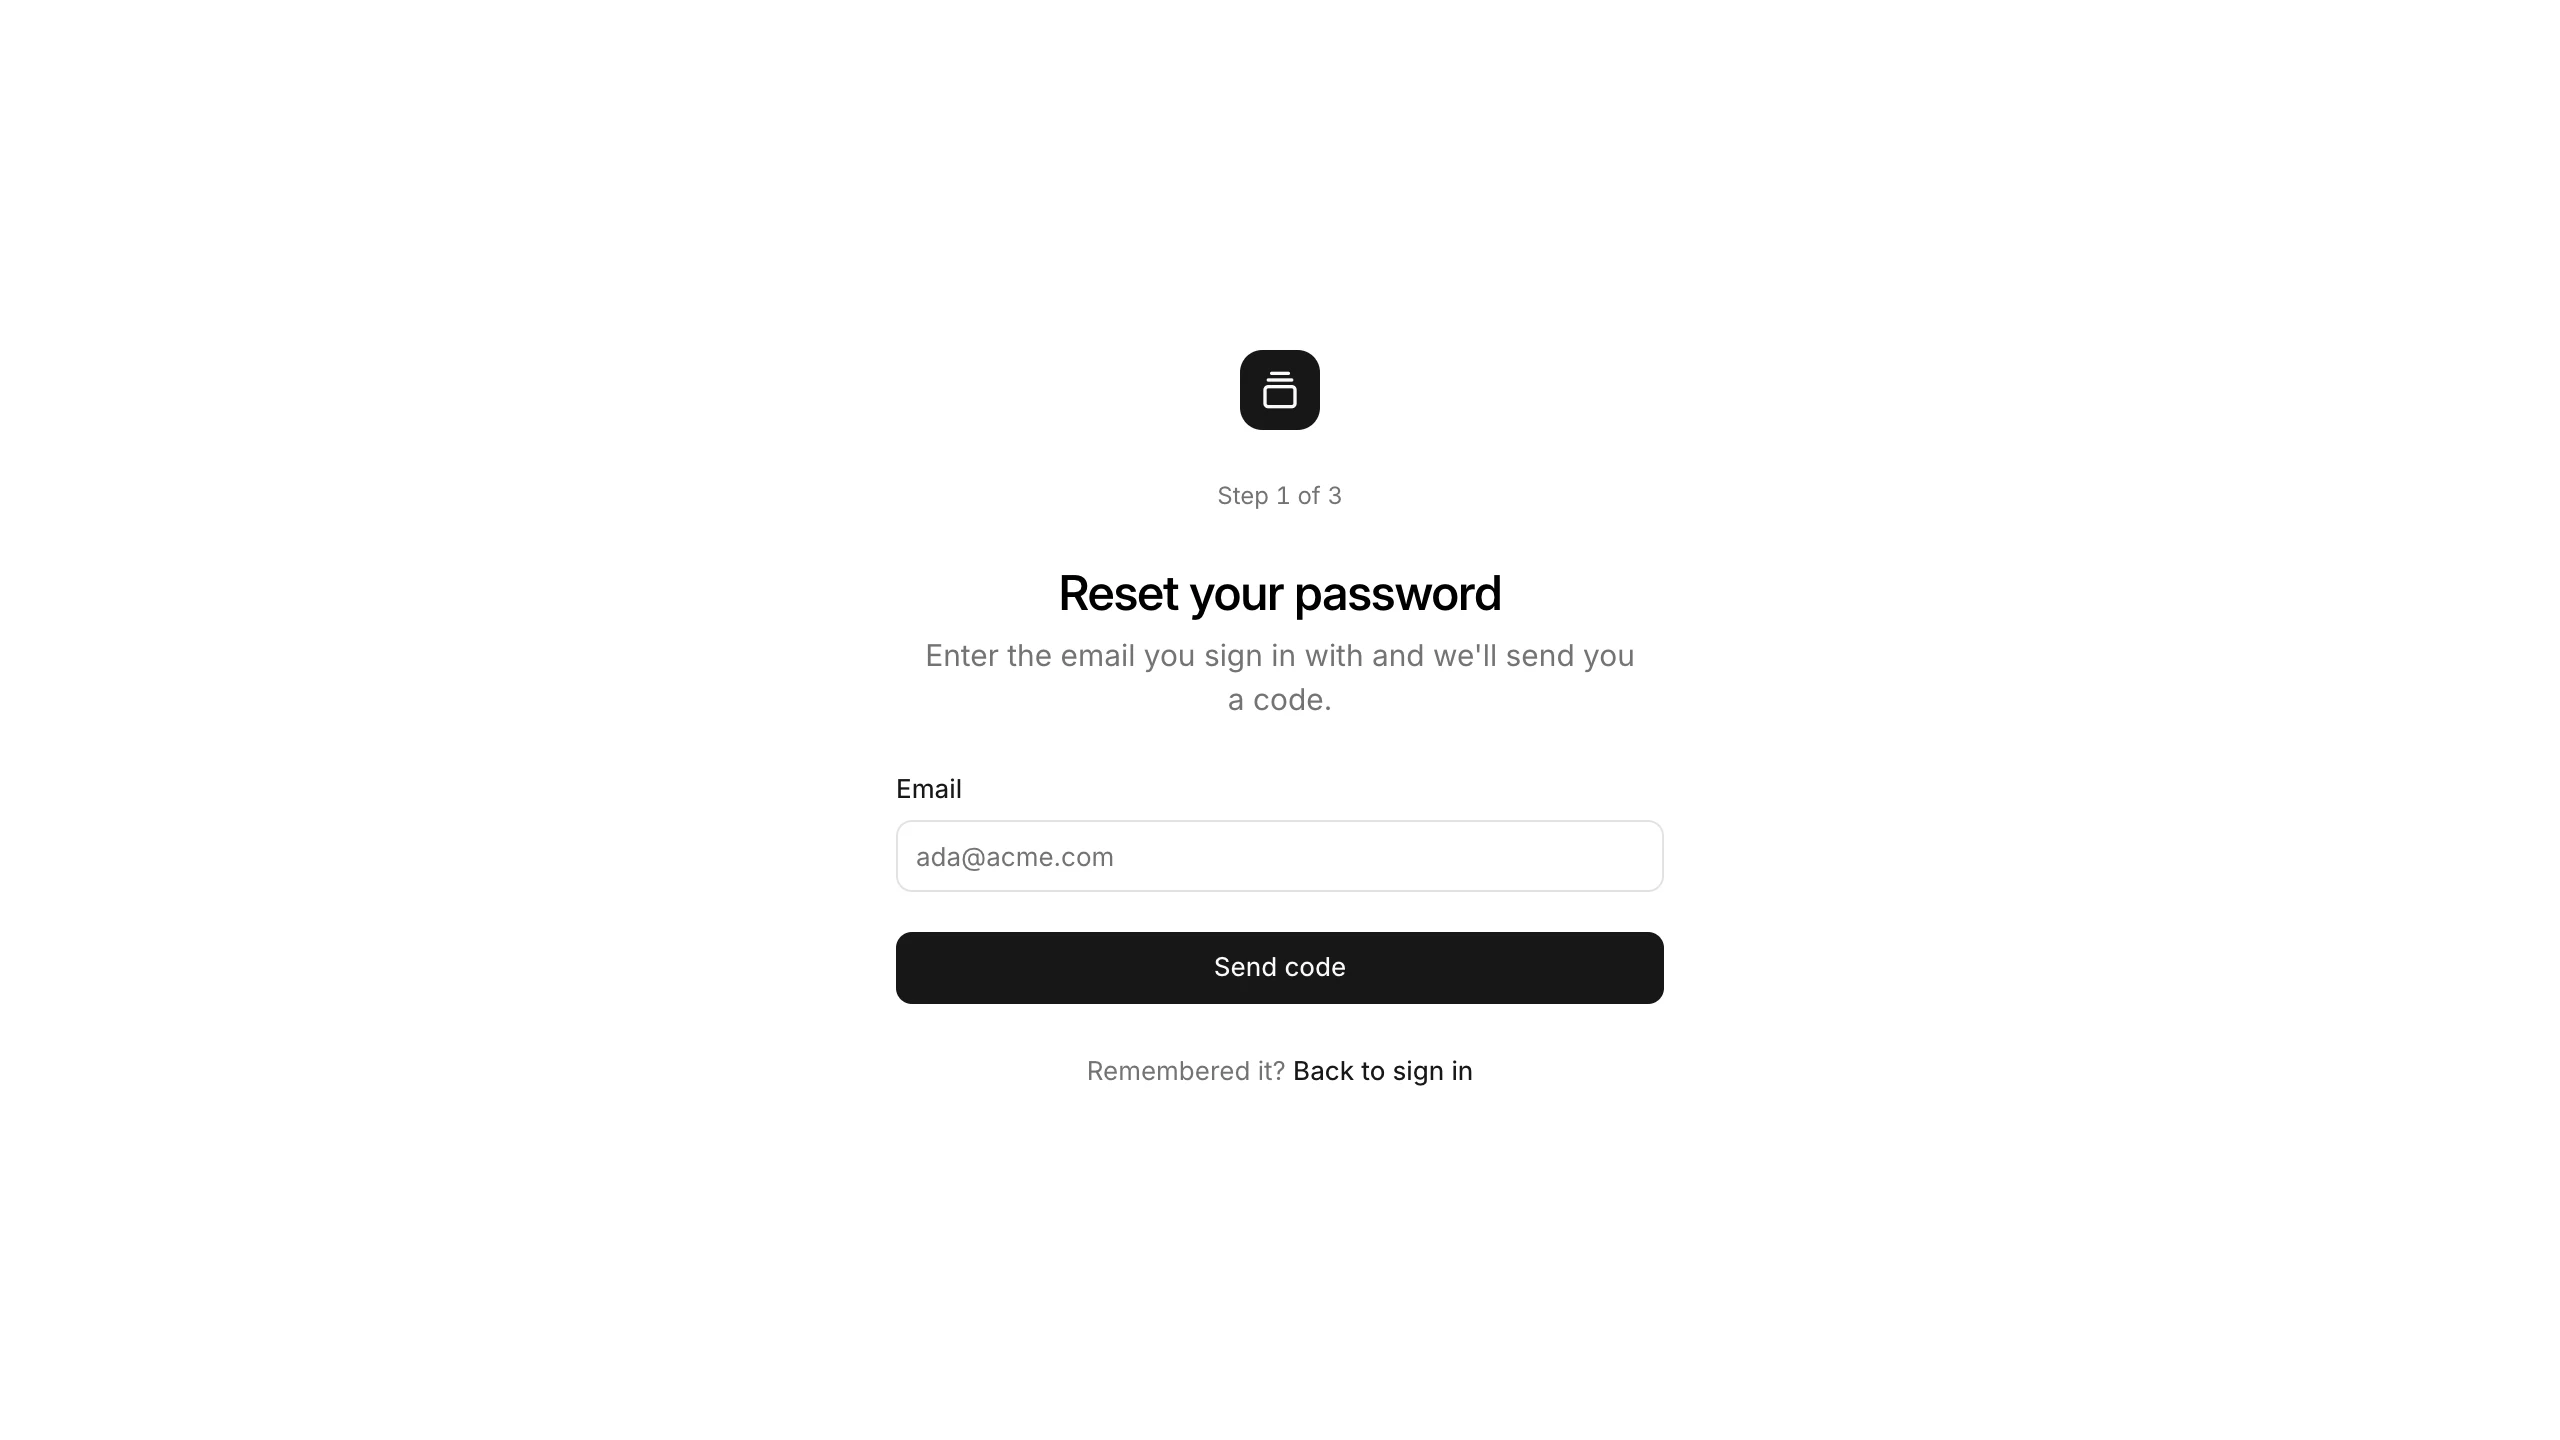 Step 1 of 3
Reset your password
Enter the email you sign in with and we'll send you
a code.
Email
ada@acme.com
Send code
Remembered it? Back to sign in